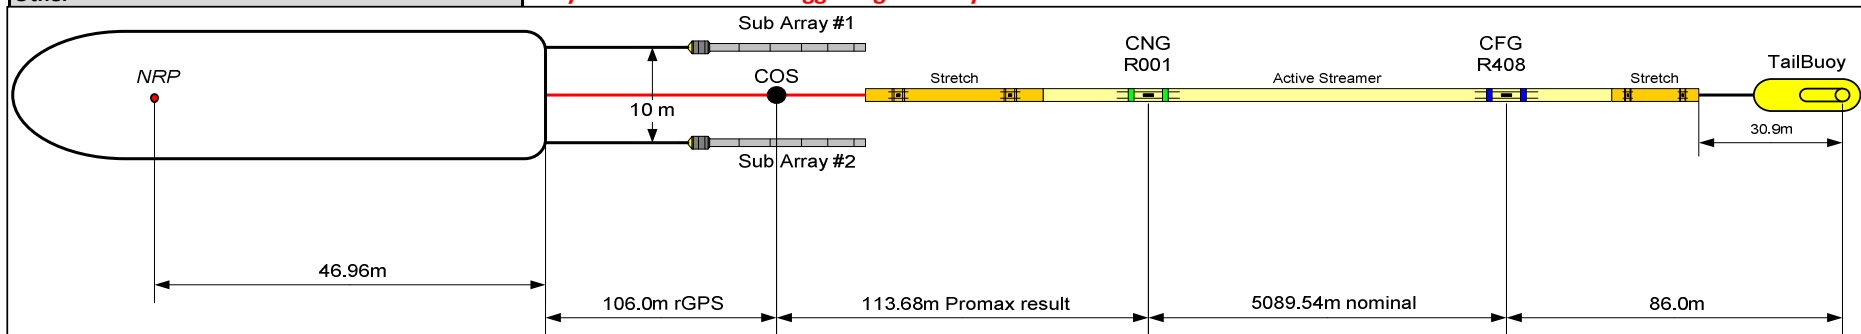 Sub Array #1
NRP
COS
10 m
Sub Array #2
Stretch
CNG
R001
Active Streamer
CFG
R408
Stretch
TailBuoy
30.9m
46.96m
106.0m rGPS
113.68m Promax result
5089.54m nominal
86.0m